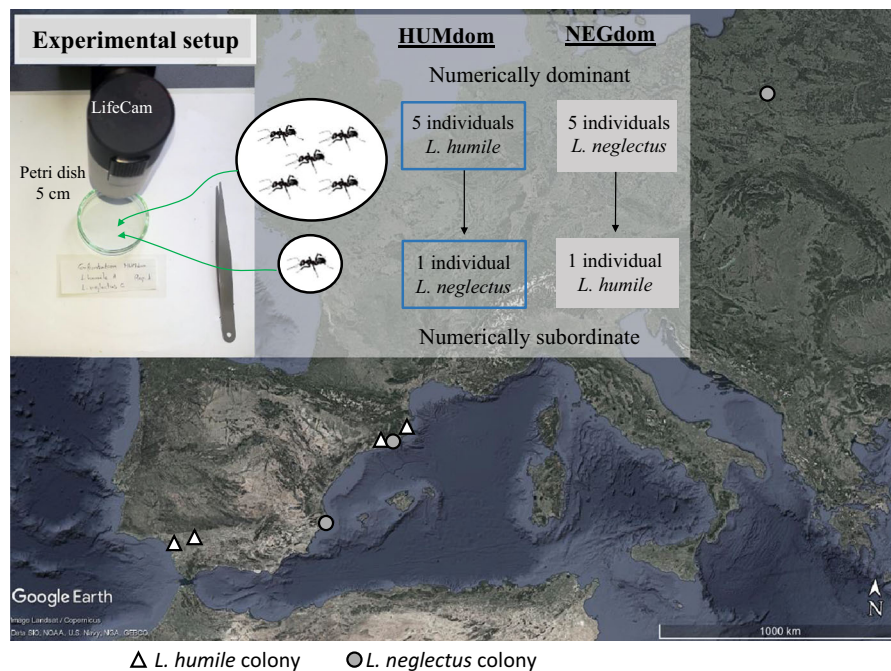 Experimental setup
HUMdom
NEGdom
Numerically dominant
LifeCam
Petri dish
5 cm
5 individuals
L. humile
5 individuals
L. neglectus
1 individual
L. neglectus
1 individual
L. humile
Numerically subordinate
L. humile A
L. neglectus C
Google Earth
Image Landsat / Copernicus
Data SIO, NOAA, U.S. Navy, NGA, GEBCO
N
1000 km
L. humile colony
L. neglectus colony